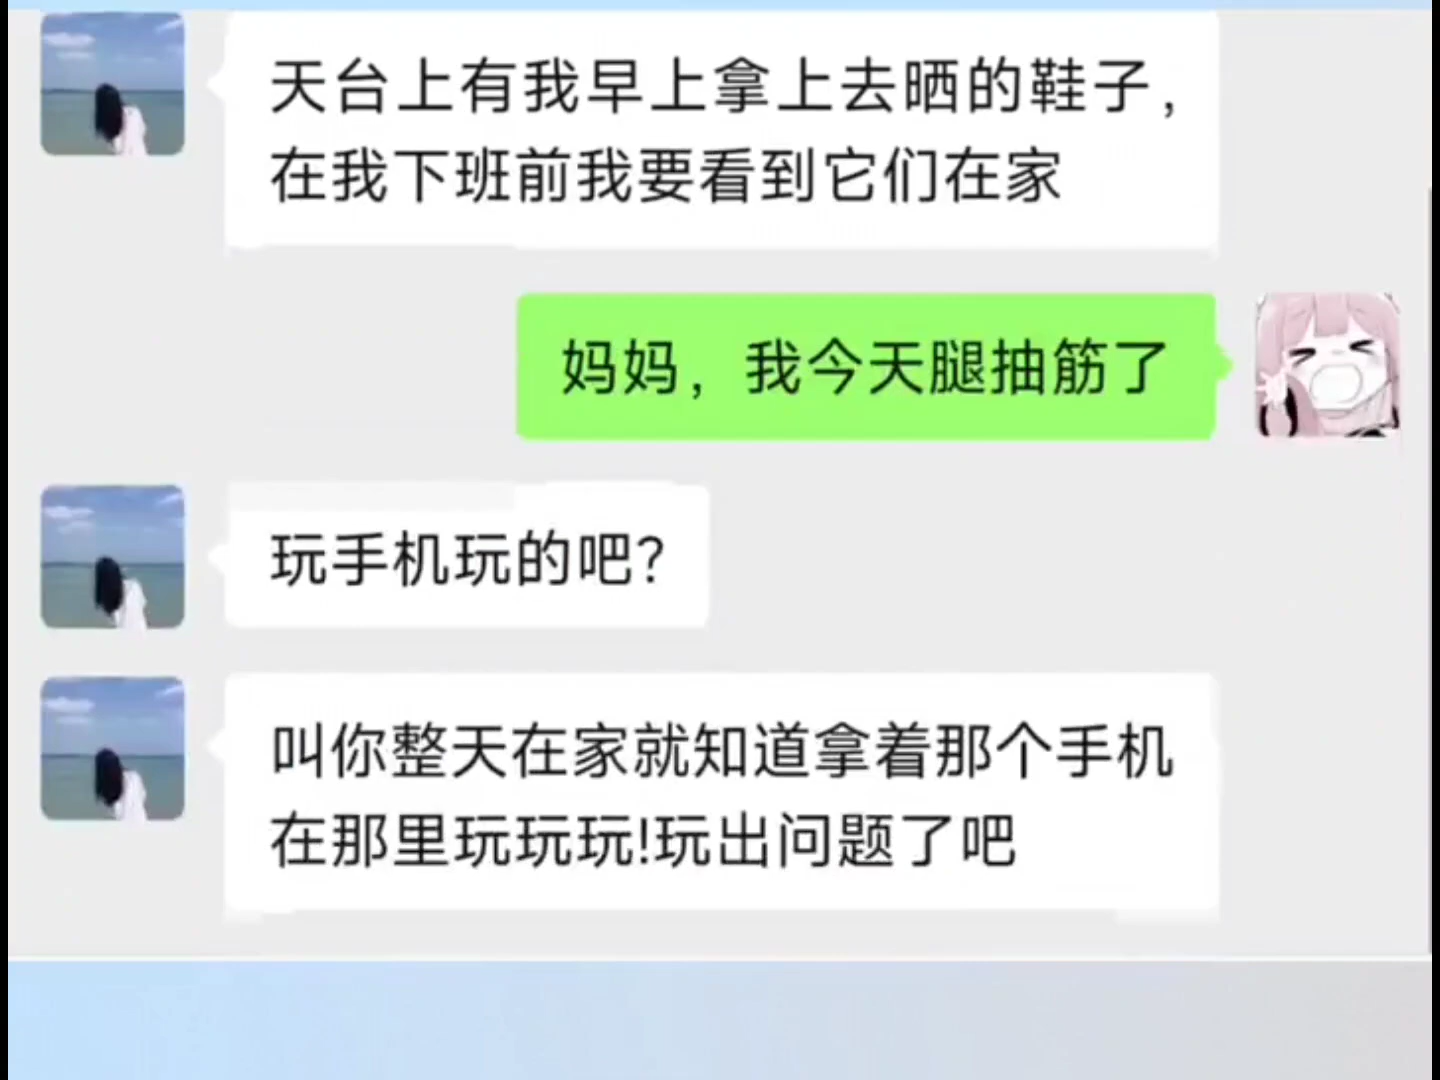 天台上有我早上拿上去晒的鞋子，
在我下班前我要看到它们在家
妈妈，我今天腿抽筋了
玩手机玩的吧？
叫你整天在家就知道拿着那个手机
在那里玩玩玩!玩出问题了吧